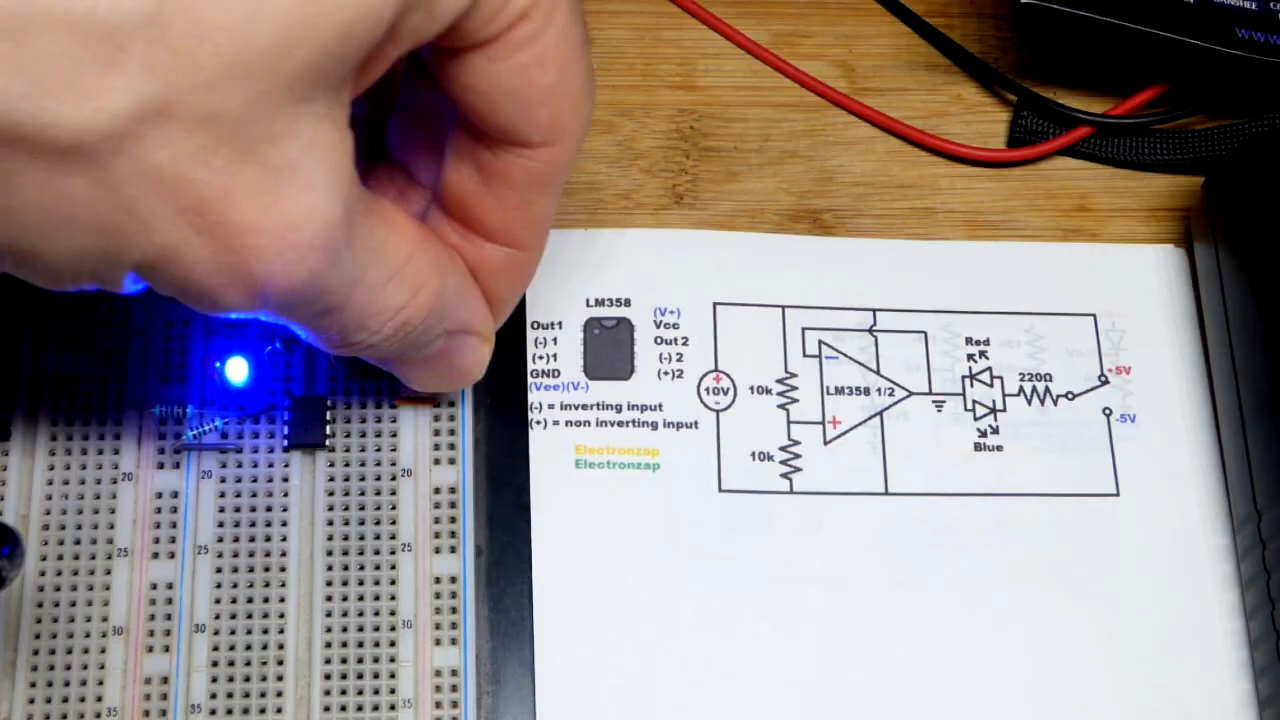 BANSHEE
WWW
LM358
Out1
(-) 1
(+)1
GND
(Vee)(V-)
(V+)
Vcc
Out 2
(-) 2
(+)2
(-) = inverting input
(+) = non inverting input
Electronzap
Electronzap
+
10V
-
10k
10k
-
LM358 1/2
+
Red
Blue
220Ω
+5V
-5V
20
20
20
25
25
25
30
30
30
35
35
35